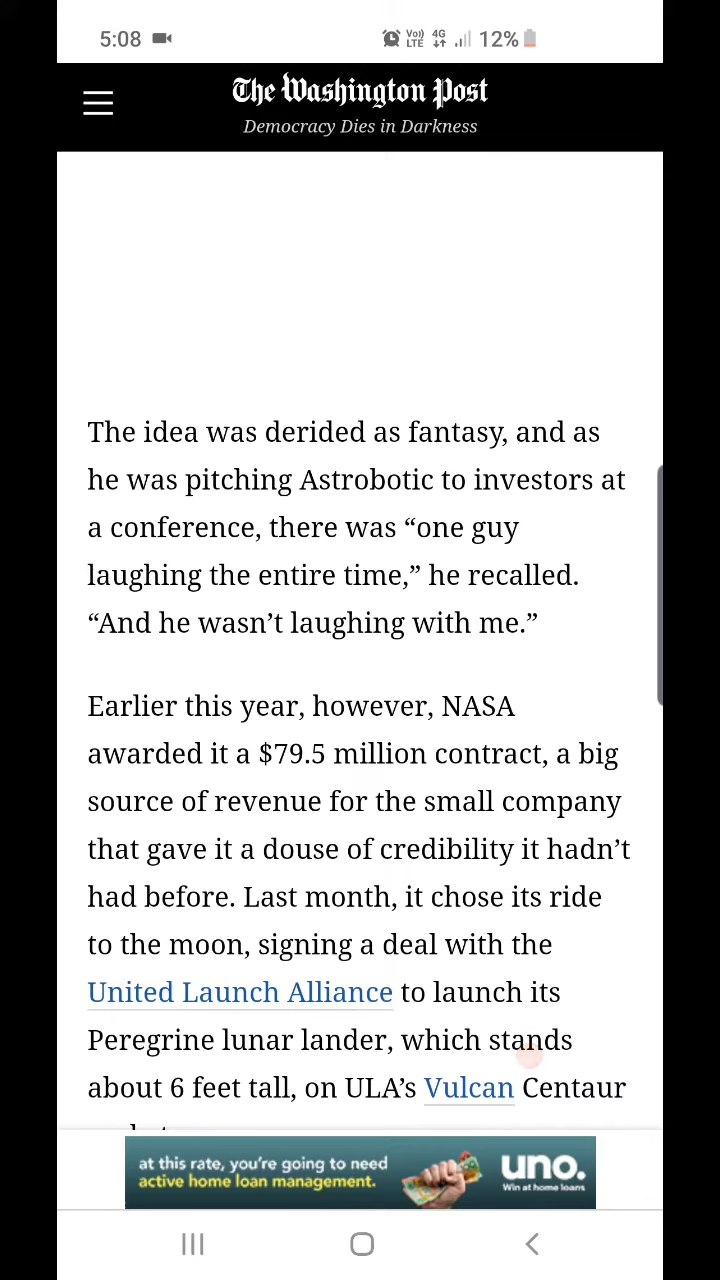 5:08 Vo)) LTE 4G 12%
The Washington Post
Democracy Dies in Darkness
The idea was derided as fantasy, and as
he was pitching Astrobotic to investors at
a conference, there was “one guy
laughing the entire time,” he recalled.
“And he wasn’t laughing with me.”
Earlier this year, however, NASA
awarded it a $79.5 million contract, a big
source of revenue for the small company
that gave it a douse of credibility it hadn’t
had before. Last month, it chose its ride
to the moon, signing a deal with the
United Launch Alliance to launch its
Peregrine lunar lander, which stands
about 6 feet tall, on ULA’s Vulcan Centaur
at this rate, you’re going to need
active home loan management.
uno.
Win at home loans